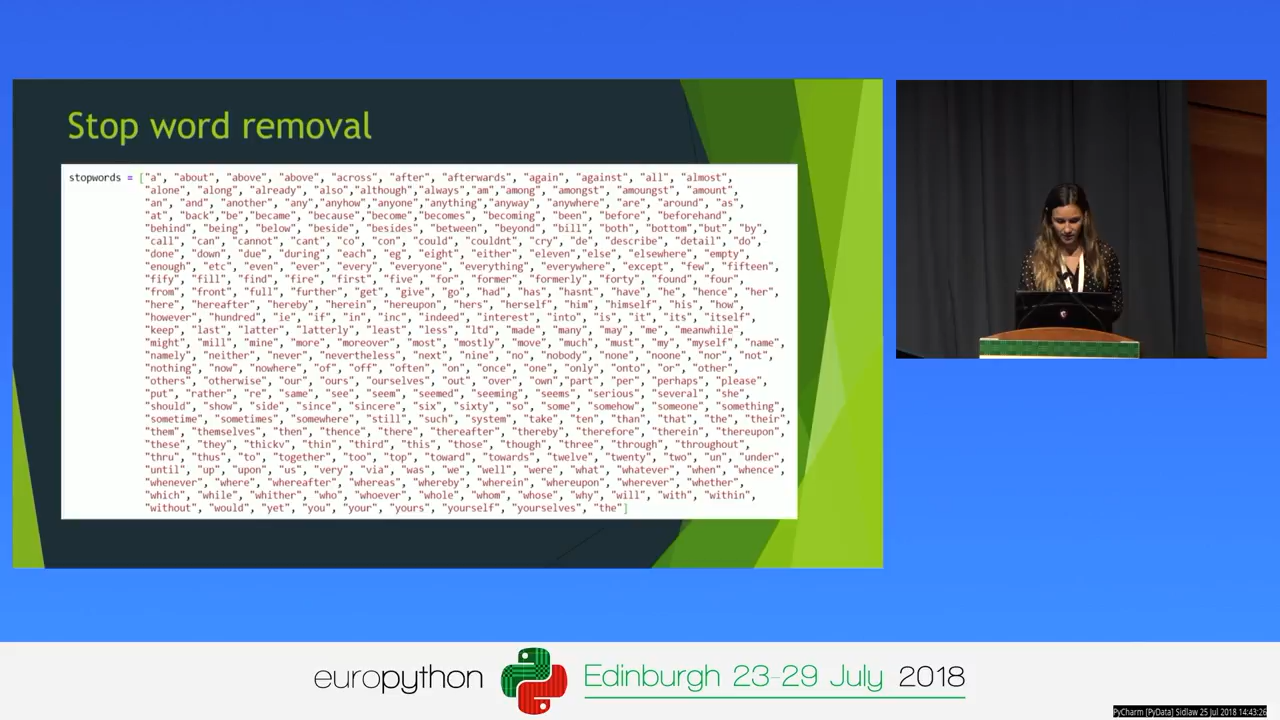 Stop word removal
stopwords = ["a", "about", "above", "above", "across", "after", "afterwards", "again", "against", "all", "almost",
"alone", "along", "already", "also","although","always","am","among", "amongst", "amoungst", "amount",
"an", "and", "another", "any","anyhow","anyone","anything","anyway", "anywhere", "are", "around", "as",
"at", "back","be","became", "because","become","becomes", "becoming", "been", "before", "beforehand",
"behind", "being", "below", "beside", "besides", "between", "beyond", "bill", "both", "bottom","but", "by",
"call", "can", "cannot", "cant", "co", "con", "could", "couldnt", "cry", "de", "describe", "detail", "do",
"done", "down", "due", "during", "each", "eg", "eight", "either", "eleven","else", "elsewhere", "empty",
"enough", "etc", "even", "ever", "every", "everyone", "everything", "everywhere", "except", "few", "fifteen",
"fify", "fill", "find", "fire", "first", "five", "for", "former", "formerly", "forty", "found", "four",
"from", "front", "full", "further", "get", "give", "go", "had", "has", "hasnt", "have", "he", "hence", "her",
"here", "hereafter", "hereby", "herein", "hereupon", "hers", "herself", "him", "himself", "his", "how",
"however", "hundred", "ie", "if", "in", "inc", "indeed", "interest", "into", "is", "it", "its", "itself",
"keep", "last", "latter", "latterly", "least", "less", "ltd", "made", "many", "may", "me", "meanwhile",
"might", "mill", "mine", "more", "moreover", "most", "mostly", "move", "much", "must", "my", "myself", "name",
"namely", "neither", "never", "nevertheless", "next", "nine", "no", "nobody", "none", "noone", "nor", "not",
"nothing", "now", "nowhere", "of", "off", "often", "on", "once", "one", "only", "onto", "or", "other",
"others", "otherwise", "our", "ours", "ourselves", "out", "over", "own", "part", "per", "perhaps", "please",
"put", "rather", "re", "same", "see", "seem", "seemed", "seeming", "seems", "serious", "several", "she",
"should", "show", "side", "since", "sincere", "six", "sixty", "so", "some", "somehow", "someone", "something",
"sometime", "sometimes", "somewhere", "still", "such", "system", "take", "ten", "than", "that", "the", "their",
"them", "themselves", "then", "thence", "there", "thereafter", "thereby", "therefore", "therein", "thereupon",
"these", "they", "thickv", "thin", "third", "this", "those", "though", "three", "through", "throughout",
"thru", "thus", "to", "together", "too", "top", "toward", "towards", "twelve", "twenty", "two", "un", "under",
"until", "up", "upon", "us", "very", "via", "was", "we", "well", "were", "what", "whatever", "when", "whence",
"whenever", "where", "whereafter", "whereas", "whereby", "wherein", "whereupon", "wherever", "whether",
"which", "while", "whither", "who", "whoever", "whole", "whom", "whose", "why", "will", "with", "within",
"without", "would", "yet", "you", "your", "yours", "yourself", "yourselves", "the"]
europython Edinburgh 23-29 July 2018
PyCharm [PyData] Sidlaw 25 Jul 2018 14:43:26